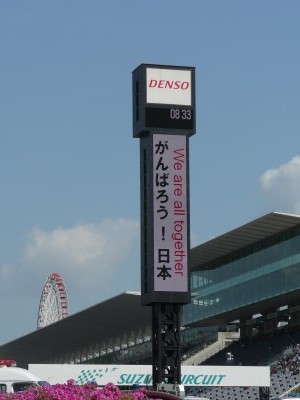 DENSO
08 33
がんばろう！日本
We are all together
SUZUKA CIRCUIT